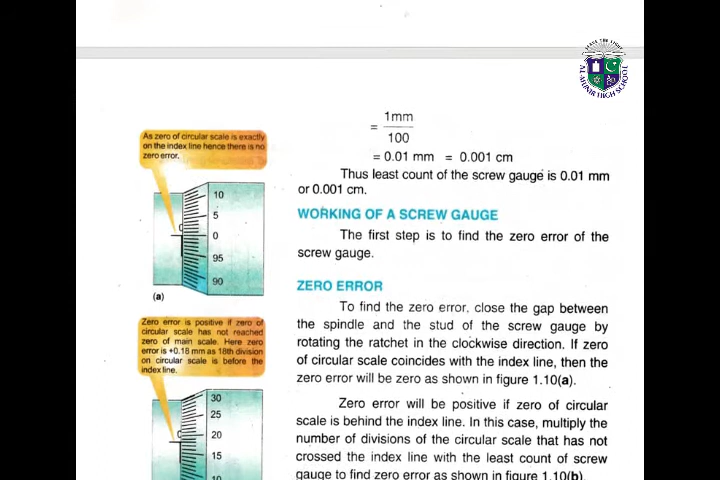 SEEK THE LIGHT
AL-MUNIR HIGH SCHOOL
1mm
=
100
= 0.01 mm = 0.001 cm
Thus least count of the screw gauge is 0.01 mm
or 0.001 cm.
WORKING OF A SCREW GAUGE
The first step is to find the zero error of the
screw gauge.
ZERO ERROR
To find the zero error, close the gap between
the spindle and the stud of the screw gauge by
rotating the ratchet in the clockwise direction. If zero
of circular scale coincides with the index line, then the
zero error will be zero as shown in figure 1.10(a).
Zero error will be positive if zero of circular
scale is behind the index line. In this case, multiply the
number of divisions of the circular scale that has not
crossed the index line with the least count of screw
gauge to find zero error as shown in figure 1.10(b).
As zero of circular scale is exactly
on the index line hence there is no
zero error.
10
5
0
0
95
90
(a)
Zero error is positive if zero of
circular scale has not reached
zero of main scale. Here zero
error is +0.18 mm as 18th division
on circular scale is before the
index line.
30
25
0
20
15
10